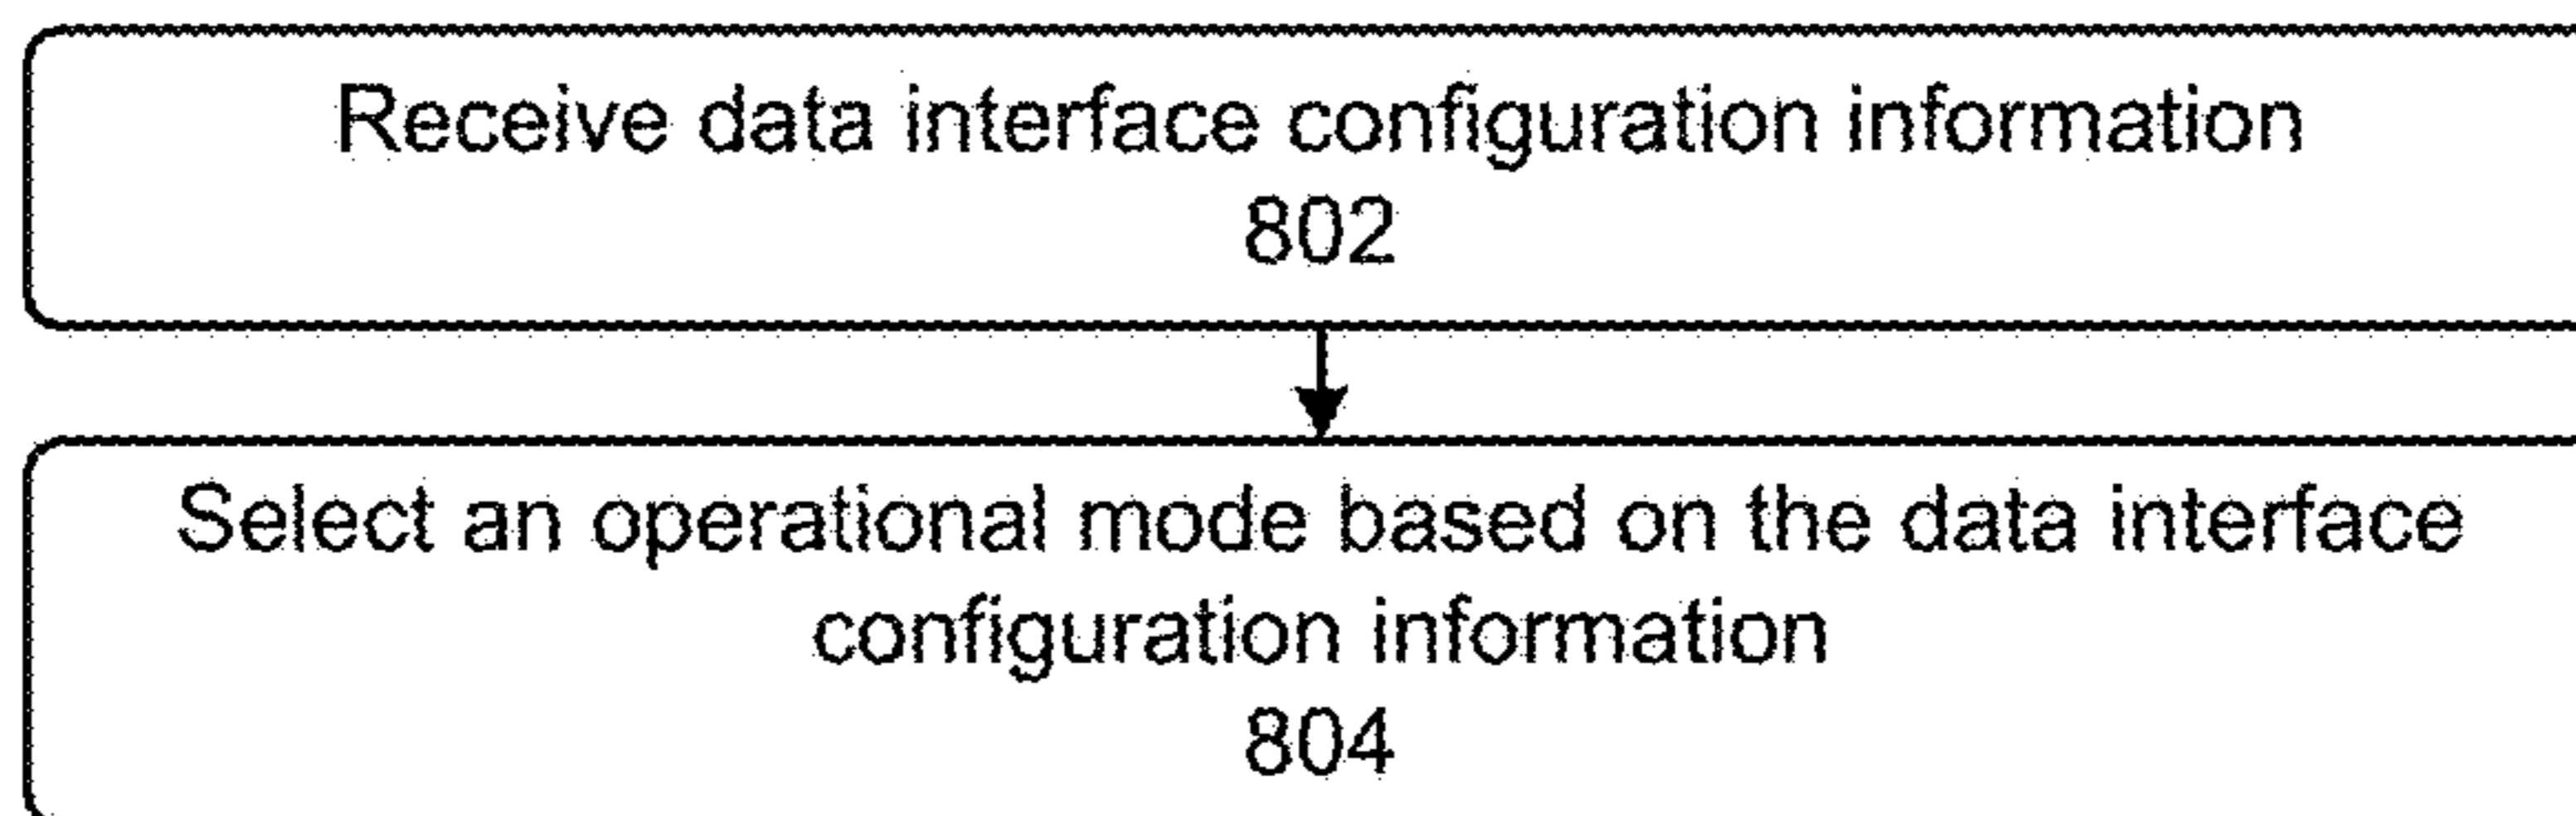 Receive data interface configuration information
802
Select an operational mode based on the data interface
configuration information
804